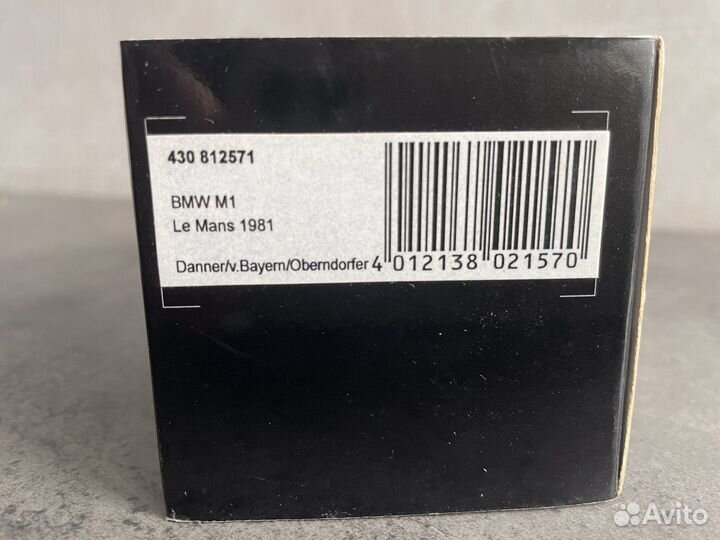 430 812571
BMW M1
Le Mans 1981
Danner/v.Bayern/Oberndorfer
4 012138 021570
Avito